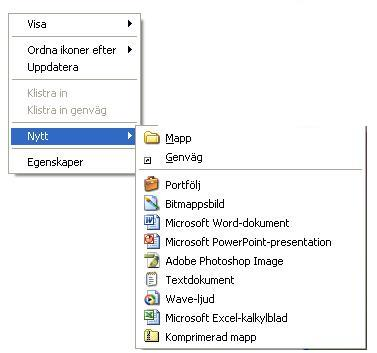 Visa
Ordna ikoner efter
Uppdatera
Klistra in
Klistra in genväg
Nytt
Egenskaper
Mapp
Genväg
Portfölj
Bitmappsbild
Microsoft Word-dokument
Microsoft PowerPoint-presentation
Adobe Photoshop Image
Textdokument
Wave-ljud
Microsoft Excel-kalkylblad
Komprimerad mapp